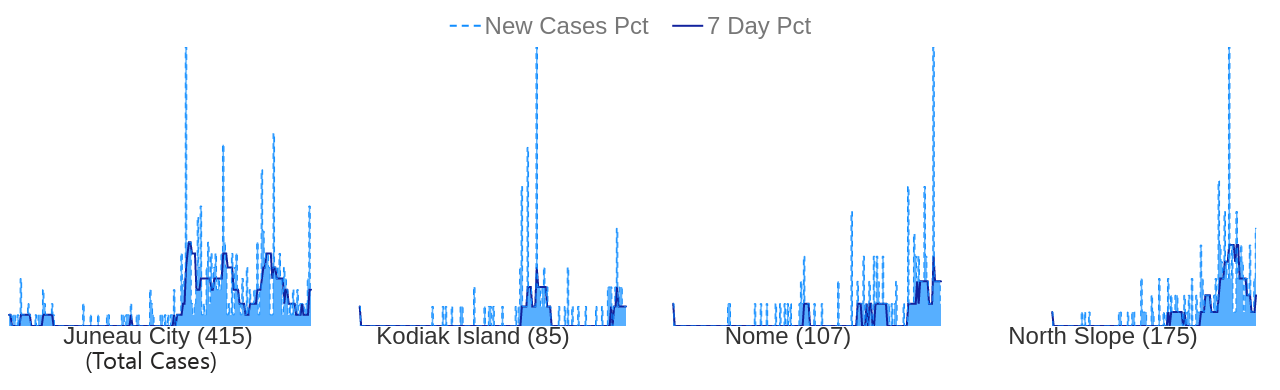 New Cases Pct 7 Day Pct
Juneau City (415) Kodiak Island (85) Nome (107) North Slope (175)
(Total Cases)